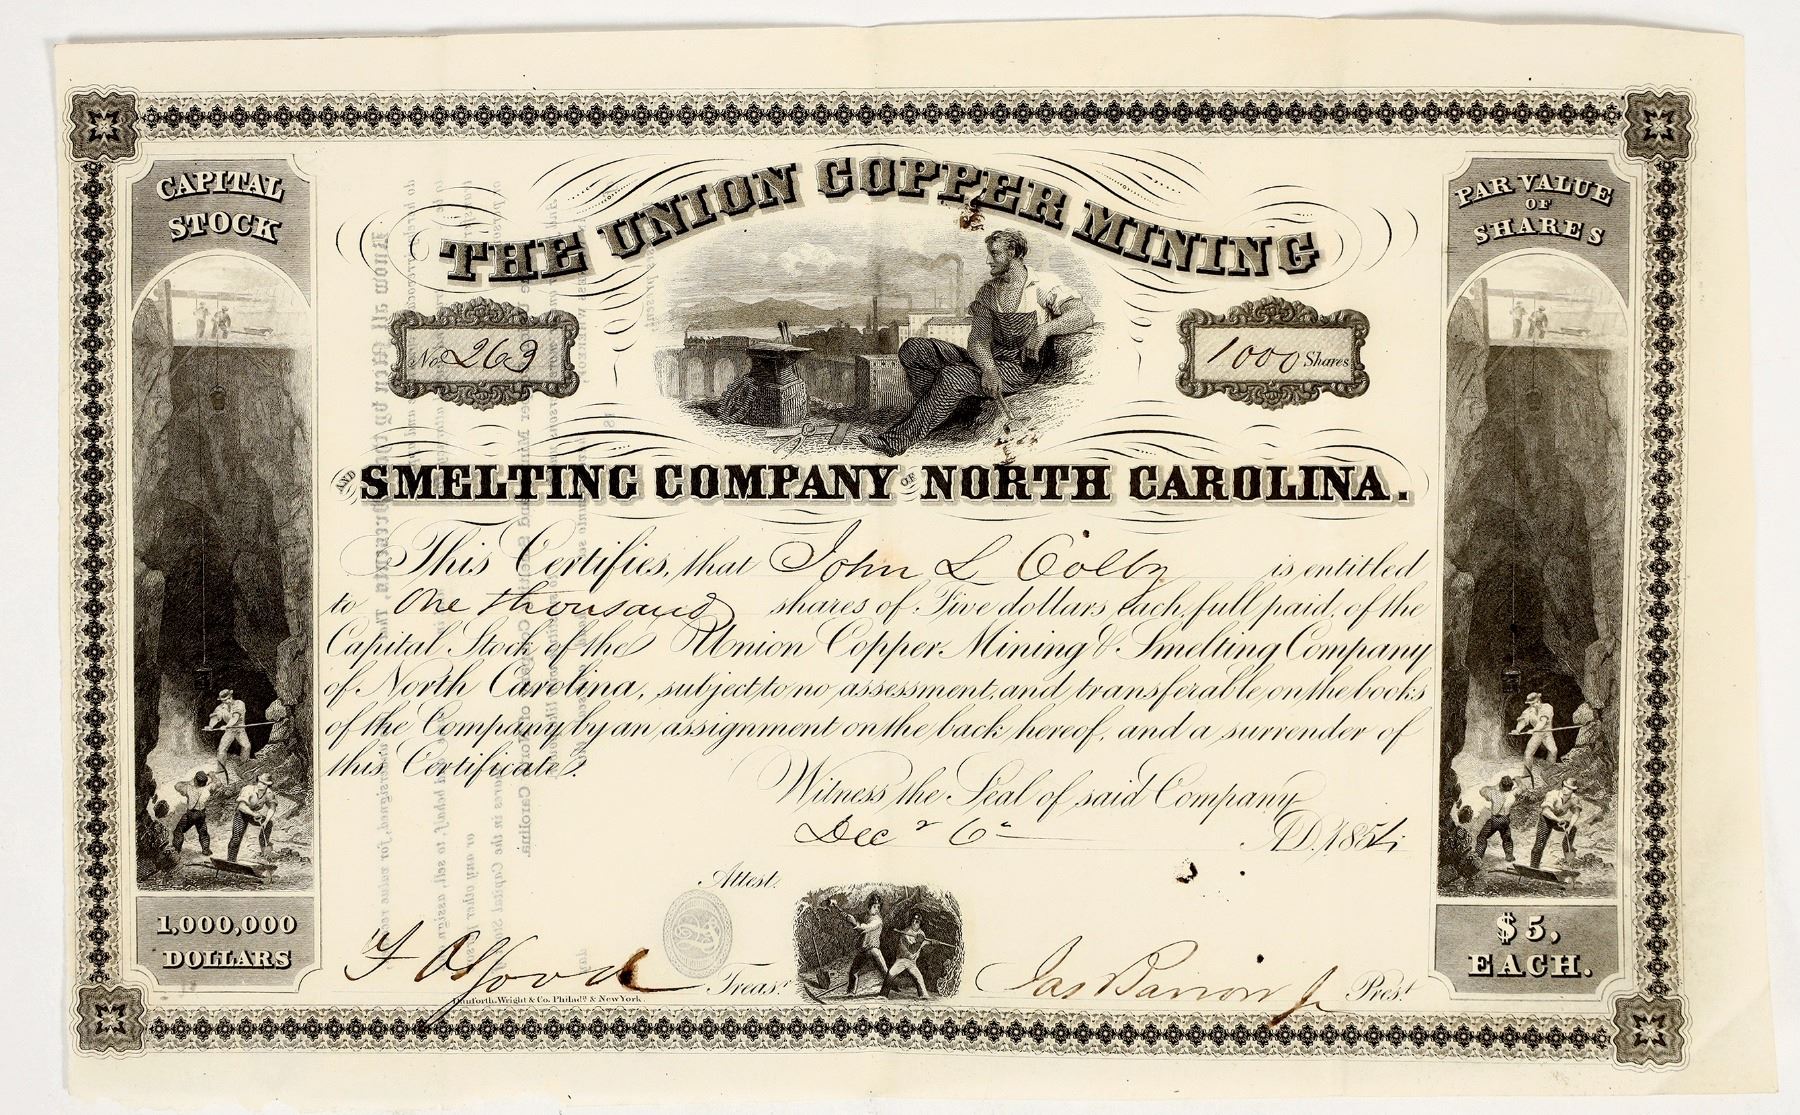 CAPITAL
STOCK
1,000,000
DOLLARS
THE UNION COPPER MINING
No. 263
1000 Shares
AND SMELTING COMPANY OF NORTH CAROLINA.
This Certifies, that John L Colby is entitled
to One thousand shares of Five dollars each, full paid, of the
Capital Stock of the Union Copper Mining & Smelting Company
of North Carolina, subject to no assessment, and transferable on the books
of the Company by an assignment on the back hereof, and a surrender of
this Certificate.
Witness the Seal of said Company
Dec 6 A.D. 1854
Attest.
Treasr
Jas Barron Jr Prest
Danforth, Wright & Co. Philada & New York.
PAR VALUE
OF
SHARES
$5,
EACH.